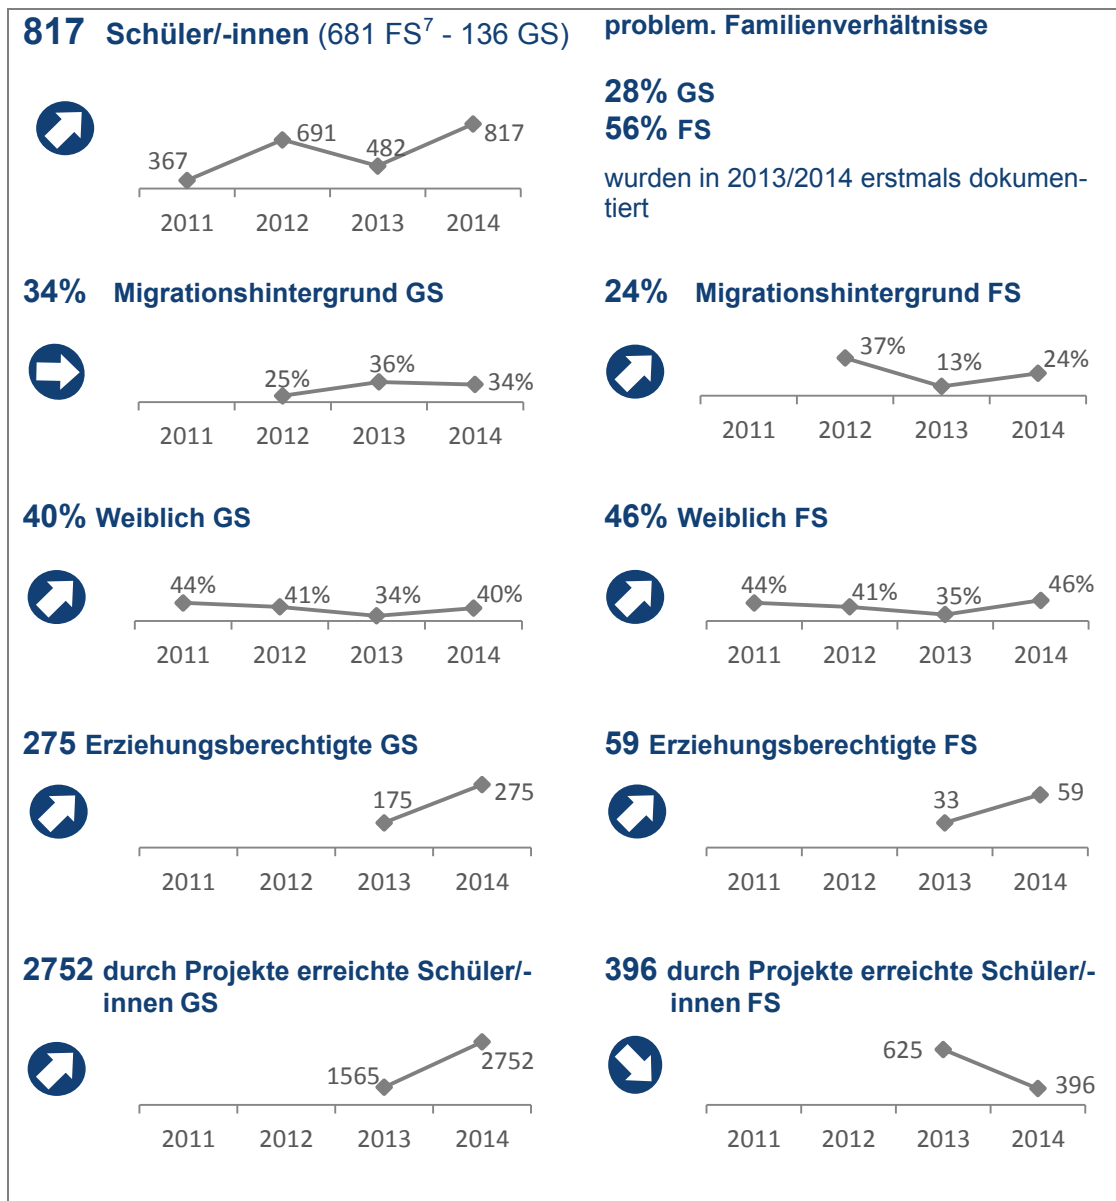 817 Schüler/-innen (681 FS⁷ - 136 GS)
367
691
482
817
2011 2012 2013 2014
problem. Familienverhältnisse
28% GS
56% FS
wurden in 2013/2014 erstmals dokumen-
tiert
34% Migrationshintergrund GS
25%
36%
34%
2011 2012 2013 2014
24% Migrationshintergrund FS
37%
13%
24%
2011 2012 2013 2014
40% Weiblich GS
44%
41%
34%
40%
2011 2012 2013 2014
46% Weiblich FS
44%
41%
35%
46%
2011 2012 2013 2014
275 Erziehungsberechtigte GS
175
275
2011 2012 2013 2014
59 Erziehungsberechtigte FS
33
59
2011 2012 2013 2014
2752 durch Projekte erreichte Schüler/-
innen GS
1565
2752
2011 2012 2013 2014
396 durch Projekte erreichte Schüler/-
innen FS
625
396
2011 2012 2013 2014